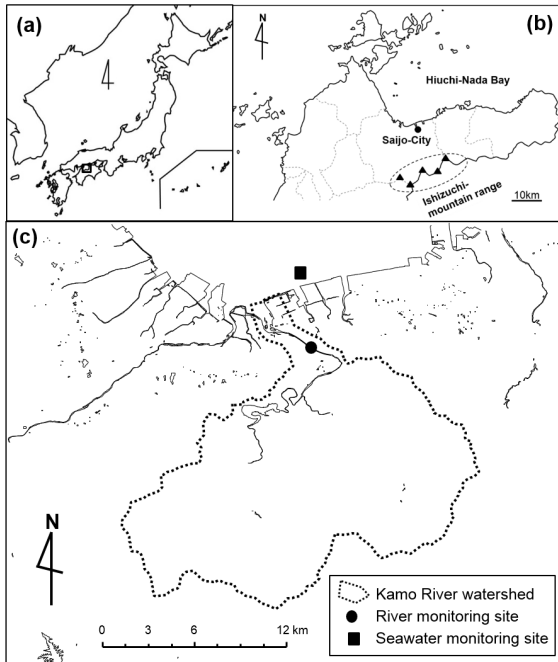 (a)
(b)
N
Hiuchi-Nada Bay
Saijo-City
Ishizuchi-
mountain range
10km
(c)
N
0 3 6 12 km
Kamo River watershed
River monitoring site
Seawater monitoring site